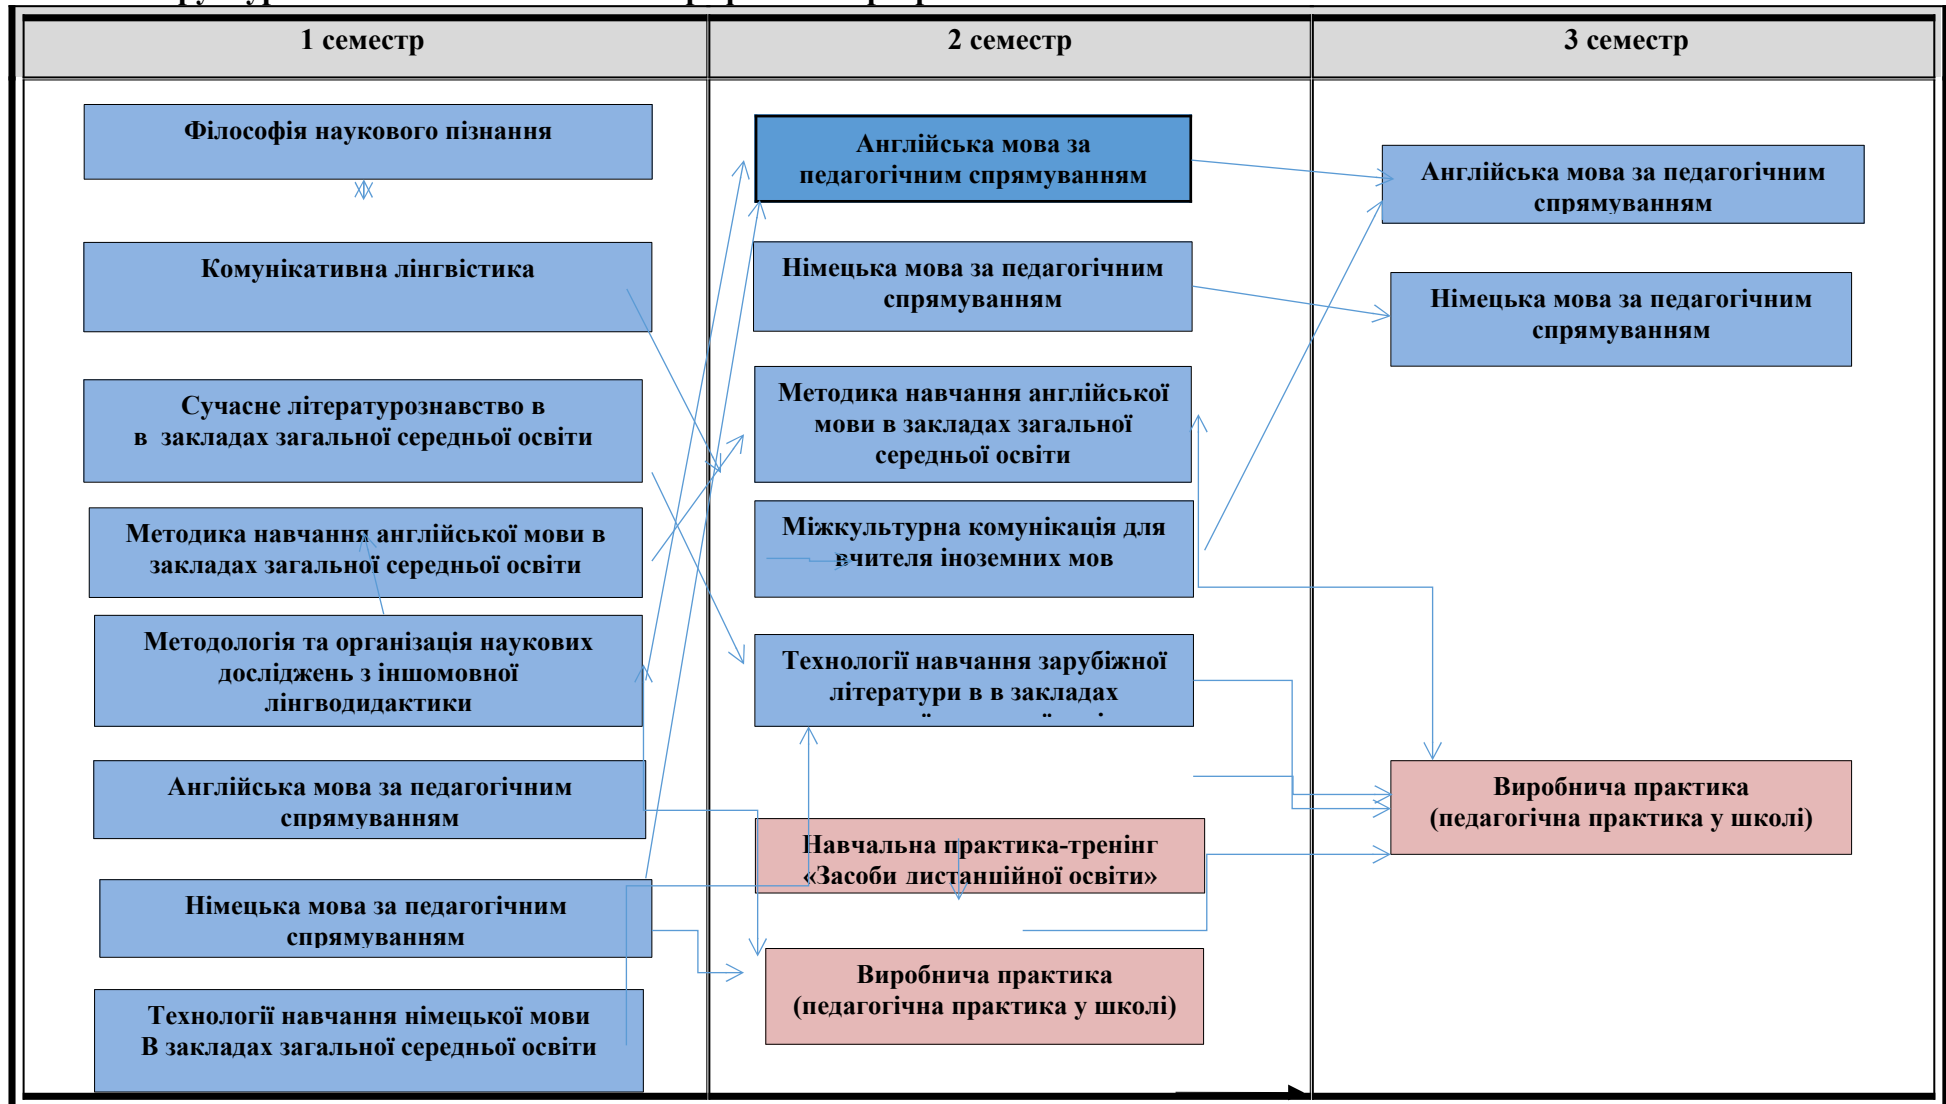 1 семестр
2 семестр
3 семестр
Філософія наукового пізнання
Комунікативна лінгвістика
Сучасне літературознавство в
в закладах загальної середньої освіти
Методика навчання англійської мови в
закладах загальної середньої освіти
Методологія та організація наукових
досліджень з іншомовної
лінгводидактики
Англійська мова за педагогічним
спрямуванням
Німецька мова за педагогічним
спрямуванням
Технології навчання німецької мови
В закладах загальної середньої освіти
Англійська мова за
педагогічним спрямуванням
Німецька мова за педагогічним
спрямуванням
Методика навчання англійської
мови в закладах загальної
середньої освіти
Міжкультурна комунікація для
вчителя іноземних мов
Технології навчання зарубіжної
літератури в в закладах
Навчальна практика-тренінг
«Засоби дистанційної освіти»
Виробнича практика
(педагогічна практика у школі)
Англійська мова за педагогічним
спрямуванням
Німецька мова за педагогічним
спрямуванням
Виробнича практика
(педагогічна практика у школі)